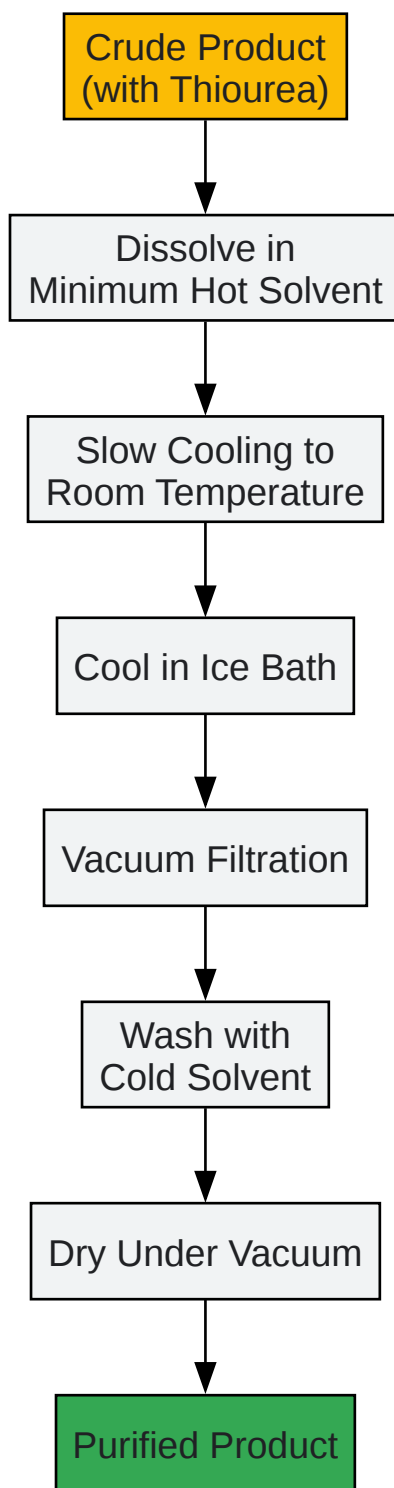 Crude Product
(with Thiourea)
Dissolve in
Minimum Hot Solvent
Slow Cooling to
Room Temperature
Cool in Ice Bath
Vacuum Filtration
Wash with
Cold Solvent
Dry Under Vacuum
Purified Product